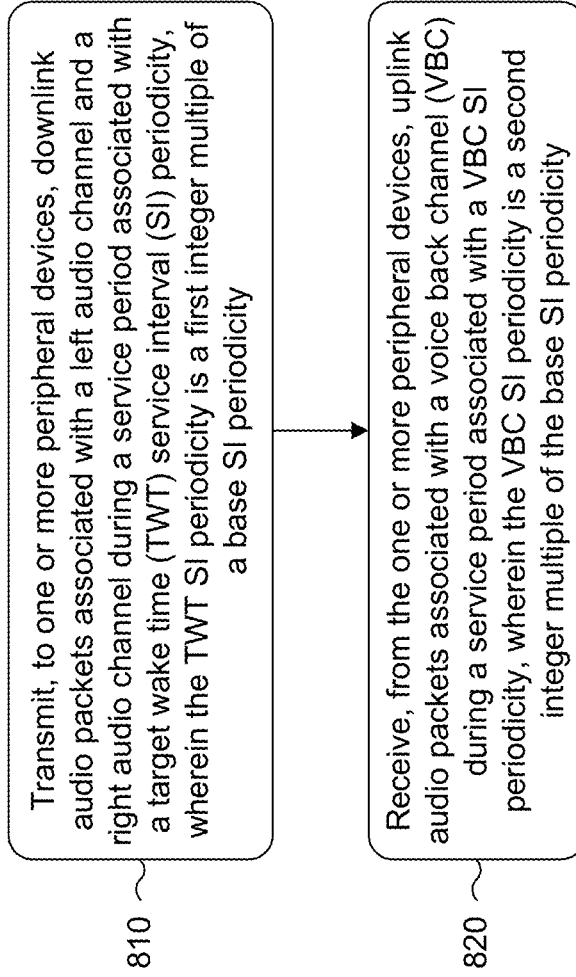 810
Transmit, to one or more peripheral devices, downlink
audio packets associated with a left audio channel and a
right audio channel during a service period associated with
a target wake time (TWT) service interval (SI) periodicity,
wherein the TWT SI periodicity is a first integer multiple of
a base SI periodicity
820
Receive, from the one or more peripheral devices, uplink
audio packets associated with a voice back channel (VBC)
during a service period associated with a VBC SI
periodicity, wherein the VBC SI periodicity is a second
integer multiple of the base SI periodicity